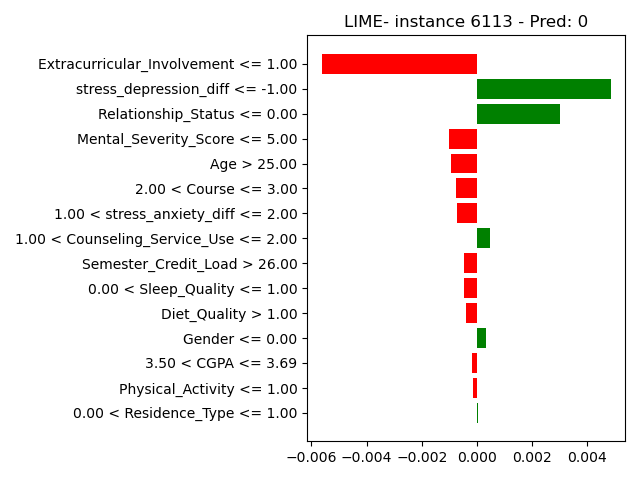 LIME- instance 6113 - Pred: 0
Extracurricular_Involvement <= 1.00
stress_depression_diff <= -1.00
Relationship_Status <= 0.00
Mental_Severity_Score <= 5.00
Age > 25.00
2.00 < Course <= 3.00
1.00 < stress_anxiety_diff <= 2.00
1.00 < Counseling_Service_Use <= 2.00
Semester_Credit_Load > 26.00
0.00 < Sleep_Quality <= 1.00
Diet_Quality > 1.00
Gender <= 0.00
3.50 < CGPA <= 3.69
Physical_Activity <= 1.00
0.00 < Residence_Type <= 1.00
−0.006 −0.004 −0.002 0.000 0.002 0.004